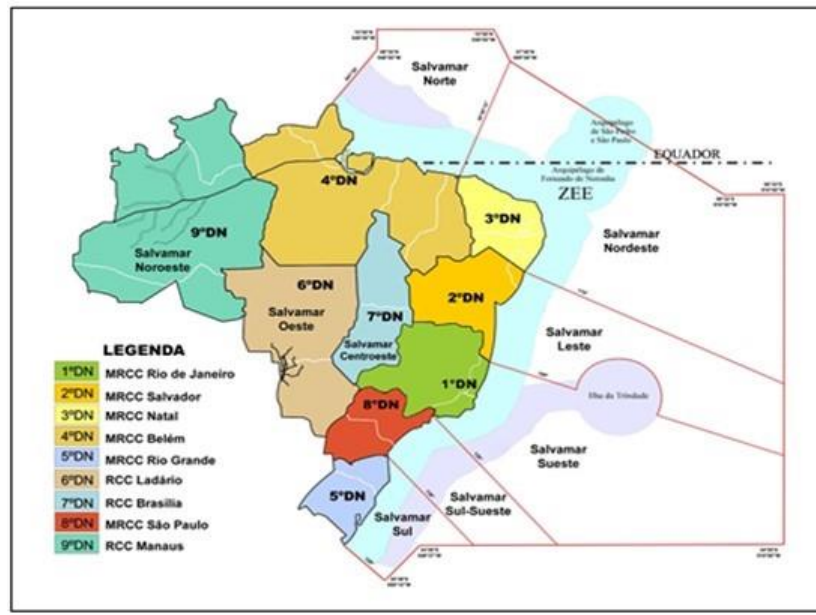 Salvamar
Norte
Arquipélago
de São Pedro
e São Paulo
EQUADOR
Arquipélago de
Fernando de Noronha
ZEE
4ºDN
3ºDN
9ºDN
Salvamar
Noroeste
Salvamar
Nordeste
6ºDN
Salvamar
Oeste
2ºDN
7ºDN
Salvamar
Centroeste
Salvamar
Leste
1ºDN
8ºDN
Ilha da Trindade
Salvamar
Sueste
5ºDN
Salvamar
Sul-Sueste
Salvamar
Sul
LEGENDA
1ºDN MRCC Rio de Janeiro
2ºDN MRCC Salvador
3ºDN MRCC Natal
4ºDN MRCC Belém
5ºDN MRCC Rio Grande
6ºDN RCC Ladário
7ºDN RCC Brasilia
8ºDN MRCC São Paulo
9ºDN RCC Manaus